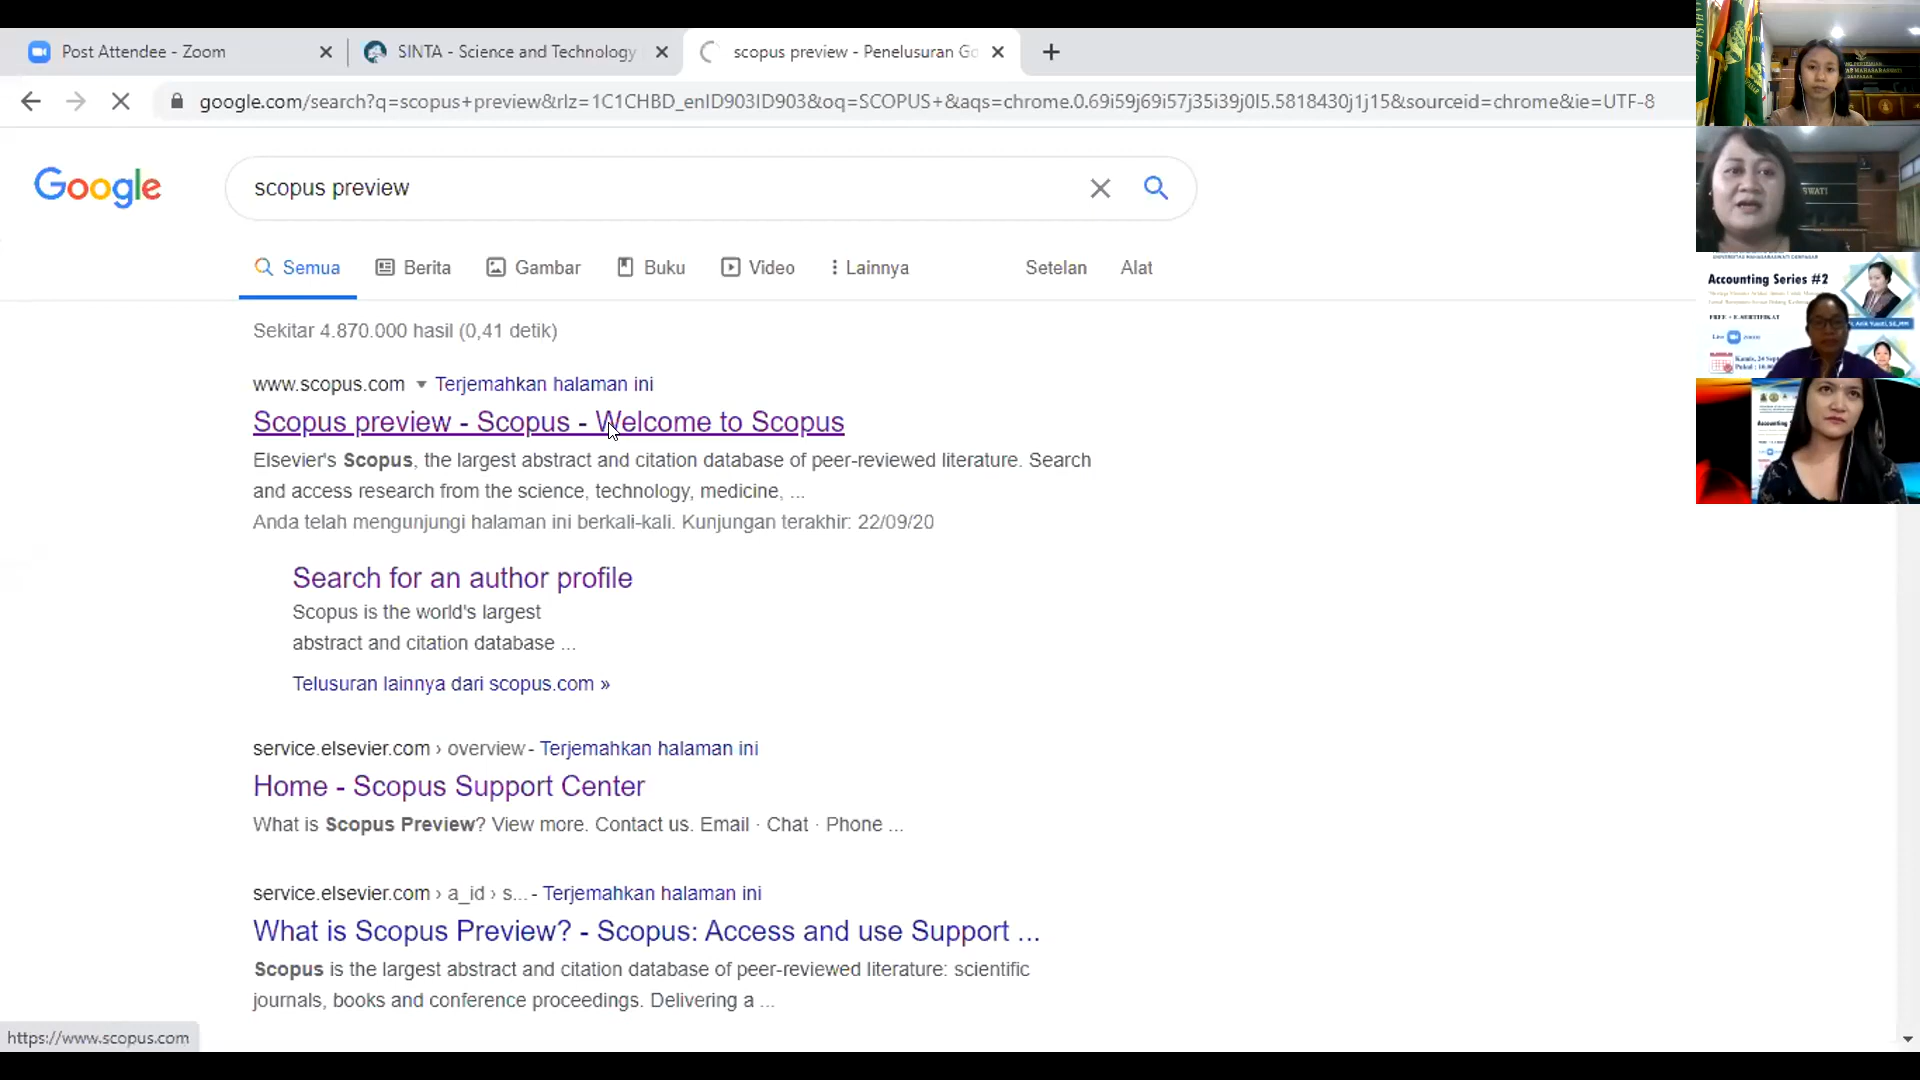 Post Attendee - Zoom
SINTA - Science and Technology
scopus preview - Penelusuran Go
google.com/search?q=scopus+preview&rlz=1C1CHBD_enID903ID903&oq=SCOPUS+&aqs=chrome.0.69i59j69i57j35i39j0l5.5818430j1j15&sourceid=chrome&ie=UTF-8
Google
scopus preview
Semua Berita Gambar Buku Video Lainnya Setelan Alat
Sekitar 4.870.000 hasil (0,41 detik)
www.scopus.com Terjemahkan halaman ini
Scopus preview - Scopus - Welcome to Scopus
Elsevier's Scopus, the largest abstract and citation database of peer-reviewed literature. Search
and access research from the science, technology, medicine, ...
Anda telah mengunjungi halaman ini berkali-kali. Kunjungan terakhir: 22/09/20
Search for an author profile
Scopus is the world's largest
abstract and citation database ...
Telusuran lainnya dari scopus.com »
service.elsevier.com › overview - Terjemahkan halaman ini
Home - Scopus Support Center
What is Scopus Preview? View more. Contact us. Email · Chat · Phone ...
service.elsevier.com › a_id › s... - Terjemahkan halaman ini
What is Scopus Preview? - Scopus: Access and use Support ...
Scopus is the largest abstract and citation database of peer-reviewed literature: scientific
journals, books and conference proceedings. Delivering a ...
https://www.scopus.com
Accounting Series #2
FREE + E-SERTIFIKAT
Live